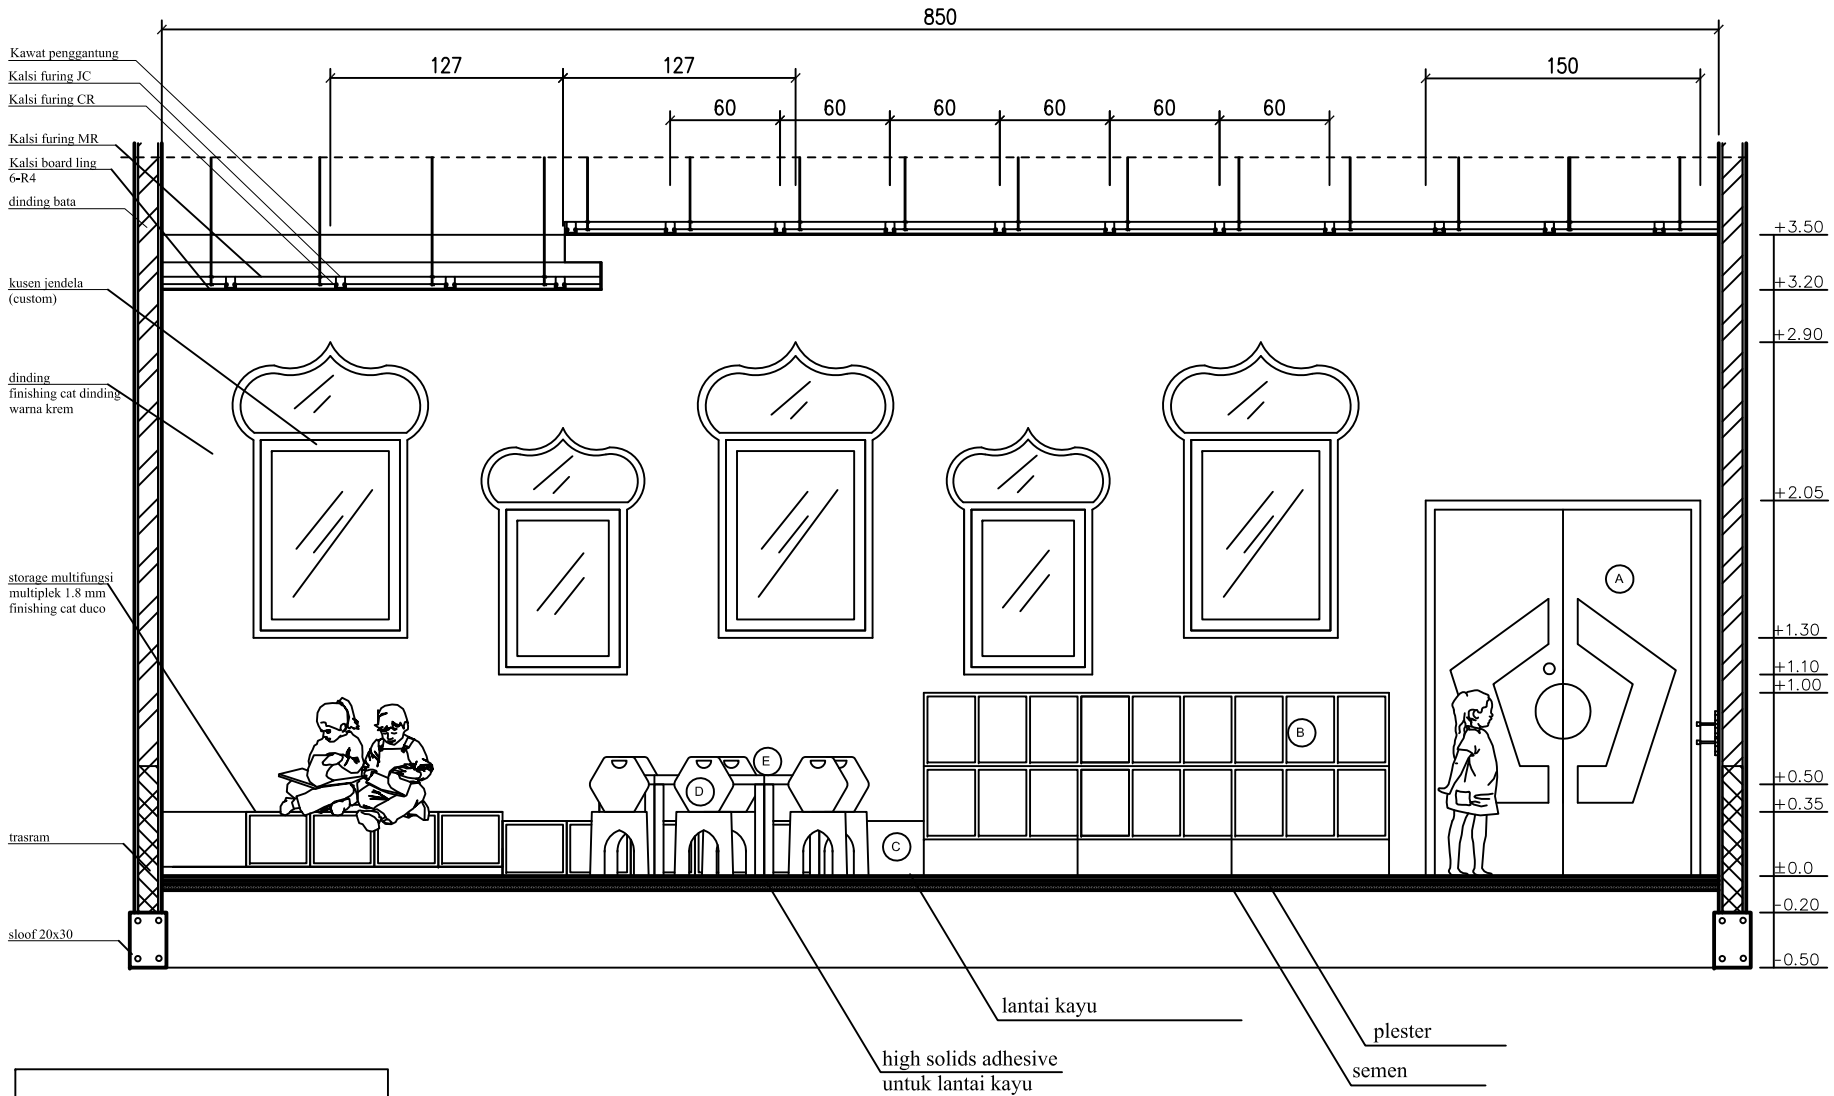 850
Kawat penggantung
127
127
150
Kalsi furing JC
Kalsi furing CR
60
60
60
60
60
60
Kalsi furing MR
Kalsi board ling
6-R4
dinding bata
+3.50
+3.20
kusen jendela
(custom)
+2.90
dinding
finishing cat dinding
warna krem
+2.05
storage multifungsi
multiplek 1.8 mm
finishing cat duco
A
+1.30
+1.10
+1.00
B
E
D
+0.50
+0.35
trasram
C
±0.0
-0.20
sloof 20x30
-0.50
lantai kayu
plester
high solids adhesive
untuk lantai kayu
semen